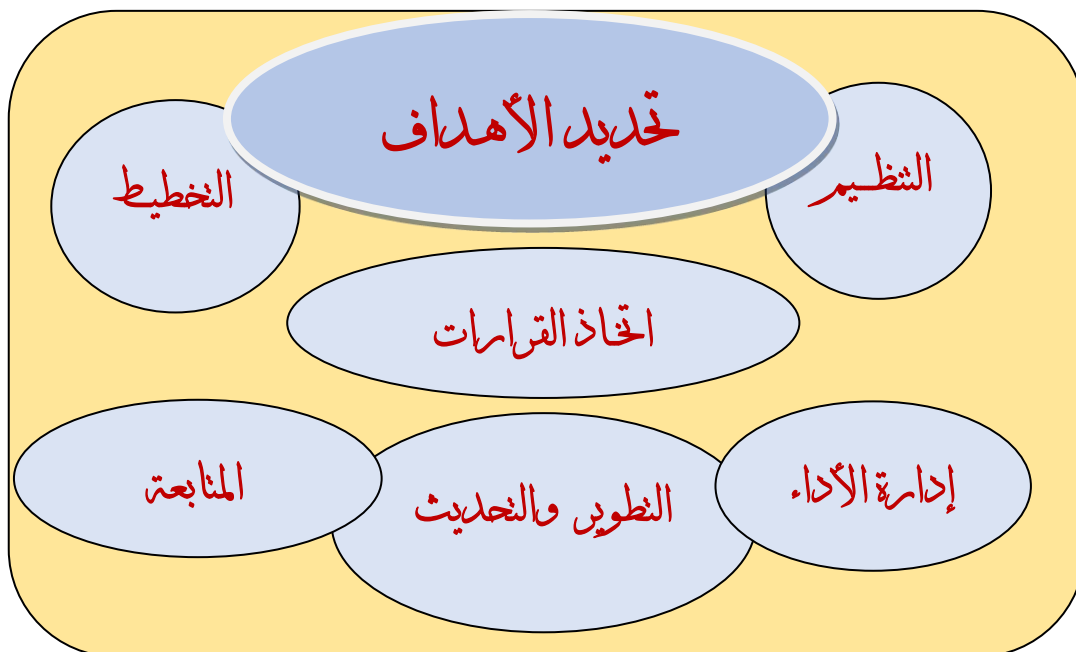 تحديد الأهداف
التنظيم
التخطيط
اتخاذ القرارات
إدارة الأداء
التطوير والتحديث
المتابعة